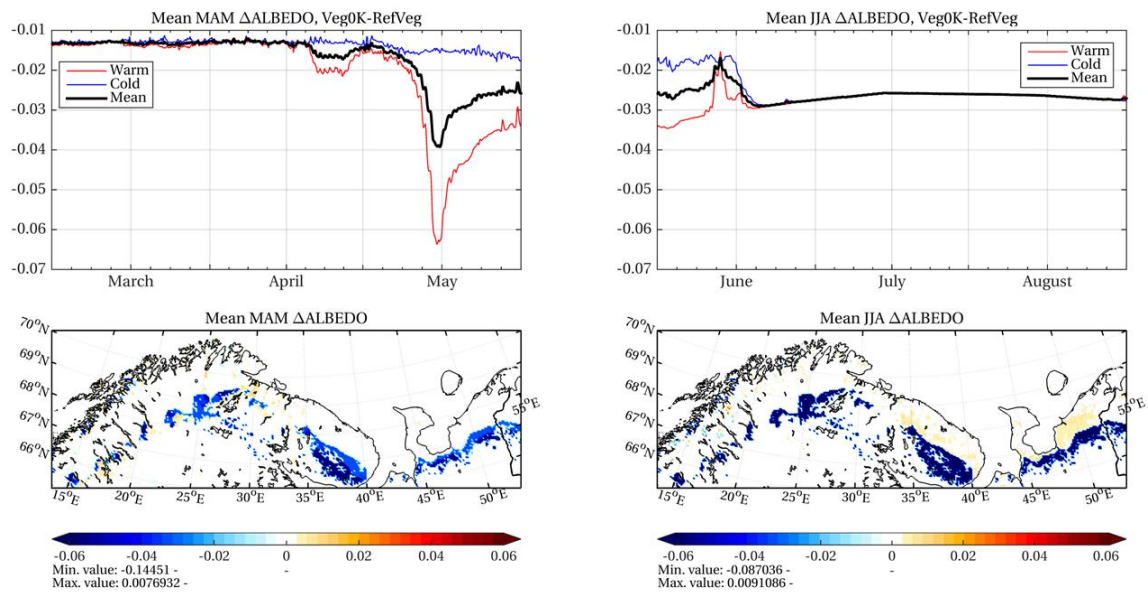 Mean MAM ΔALBEDO, Veg0K-RefVeg
-0.01
-0.02
-0.03
-0.04
-0.05
-0.06
-0.07
Warm
Cold
Mean
March April May
Mean JJA ΔALBEDO, Veg0K-RefVeg
-0.01
-0.02
-0.03
-0.04
-0.05
-0.06
-0.07
Warm
Cold
Mean
June July August
Mean MAM ΔALBEDO
70°N
69°N
68°N
67°N
66°N
15°E 20°E 25°E 30°E 35°E 40°E 45°E 50°E
55°E
-0.06 -0.04 -0.02 0 0.02 0.04 0.06
Min. value: -0.14451 - -
Max. value: 0.0076932 -
Mean JJA ΔALBEDO
70°N
69°N
68°N
67°N
66°N
15°E 20°E 25°E 30°E 35°E 40°E 45°E 50°E
55°E
-0.06 -0.04 -0.02 0 0.02 0.04 0.06
Min. value: -0.087036 - -
Max. value: 0.0091086 -